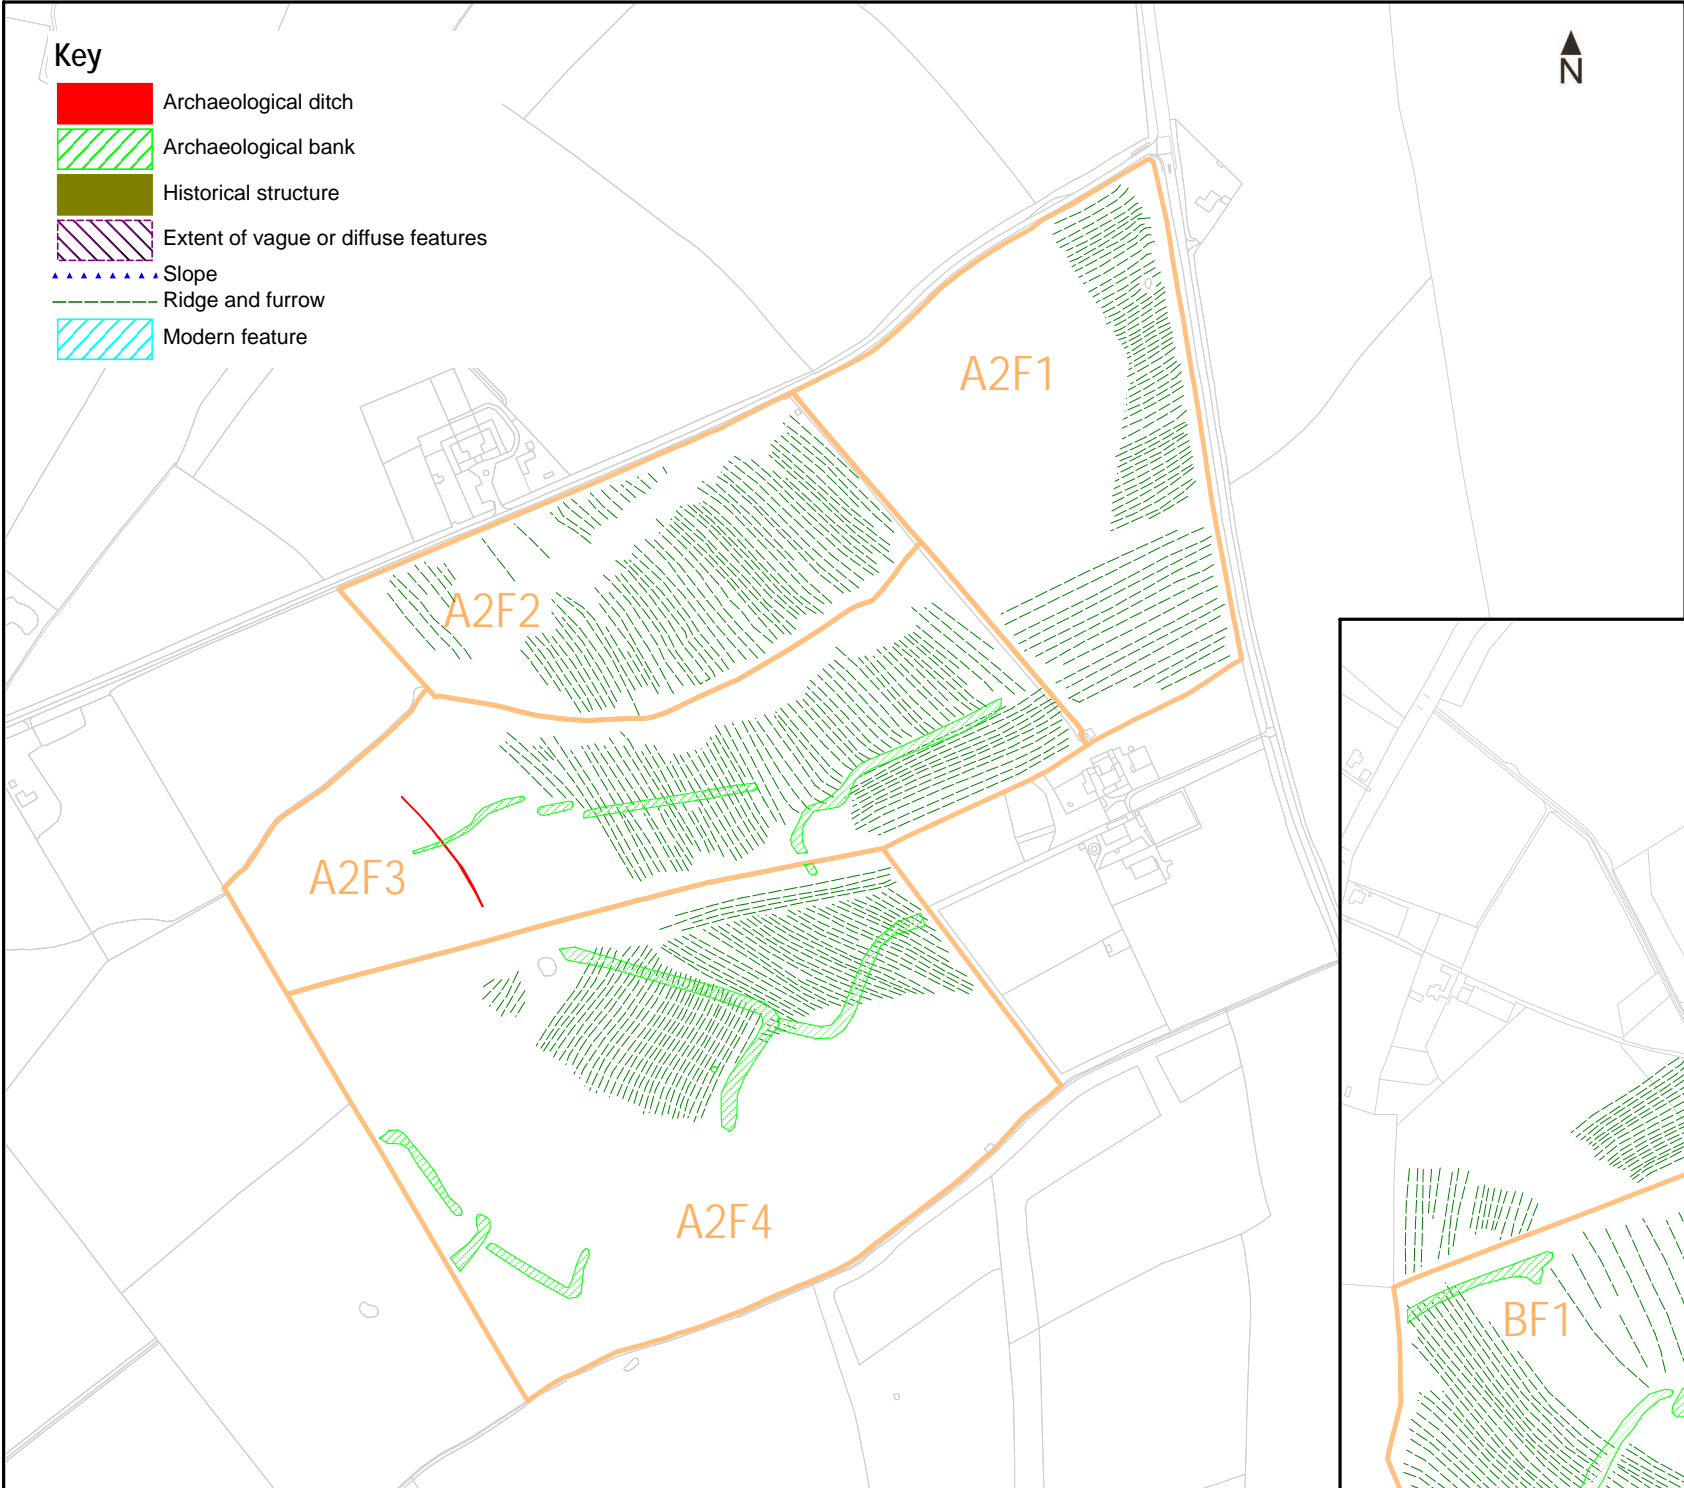 Key
N
Archaeological ditch
Archaeological bank
Historical structure
Extent of vague or diffuse features
Slope
Ridge and furrow
Modern feature
A2F1
A2F2
A2F3
A2F4
BF1